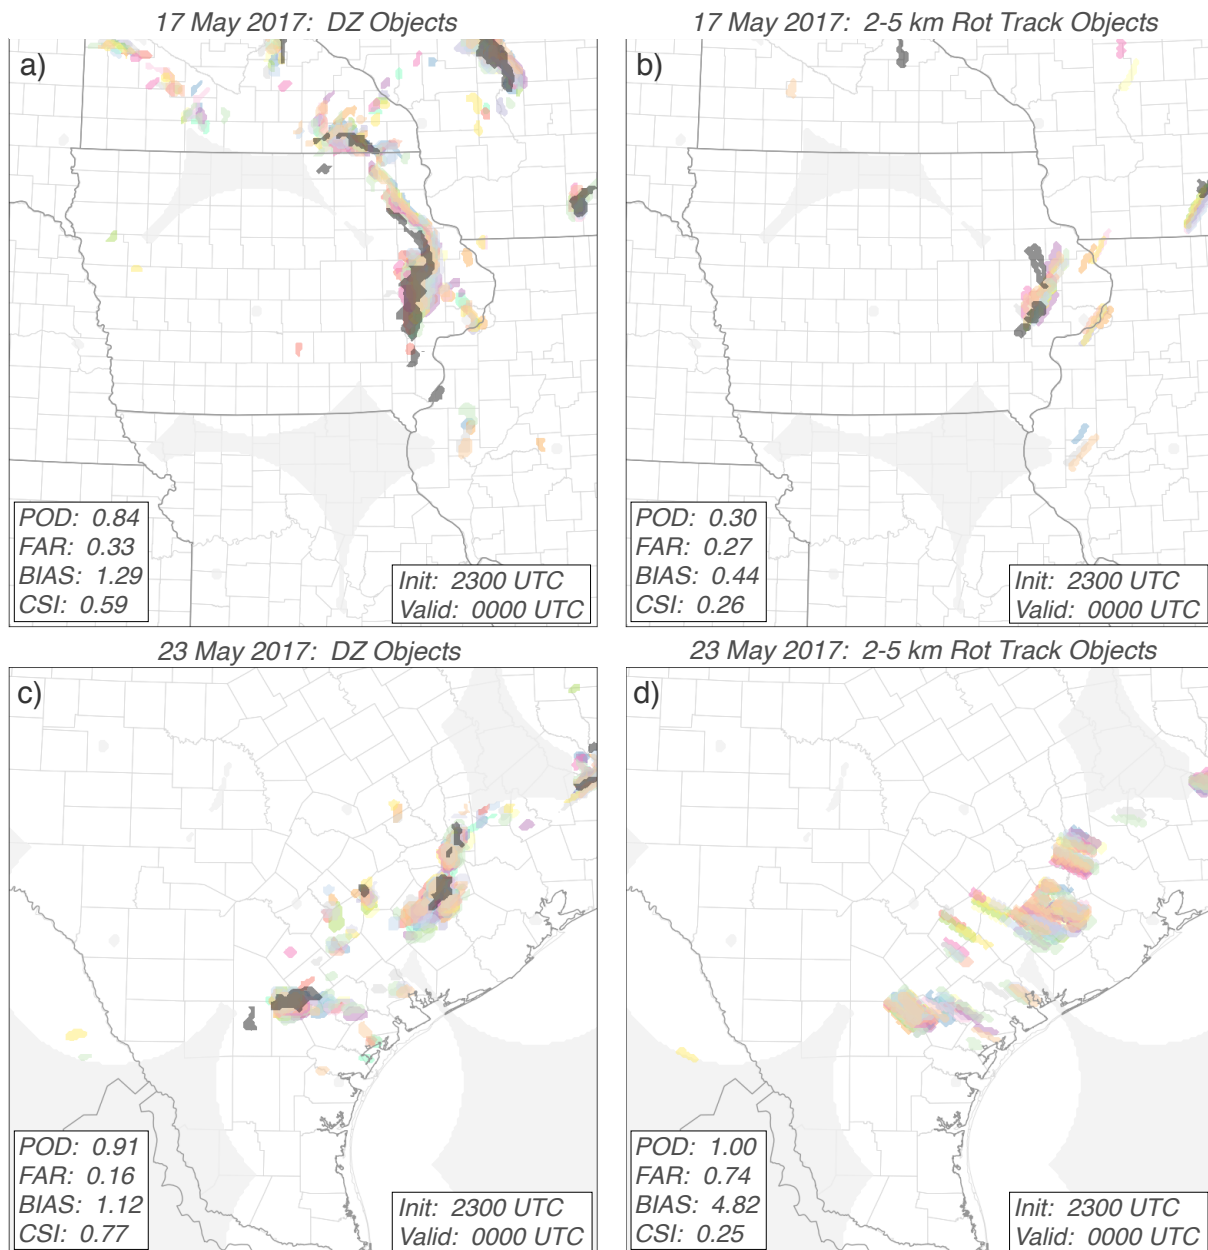 17 May 2017: DZ Objects
17 May 2017: 2-5 km Rot Track Objects
a)
b)
POD: 0.84
FAR: 0.33
BIAS: 1.29
CSI: 0.59
Init: 2300 UTC
Valid: 0000 UTC
POD: 0.30
FAR: 0.27
BIAS: 0.44
CSI: 0.26
Init: 2300 UTC
Valid: 0000 UTC
23 May 2017: DZ Objects
23 May 2017: 2-5 km Rot Track Objects
c)
d)
POD: 0.91
FAR: 0.16
BIAS: 1.12
CSI: 0.77
Init: 2300 UTC
Valid: 0000 UTC
POD: 1.00
FAR: 0.74
BIAS: 4.82
CSI: 0.25
Init: 2300 UTC
Valid: 0000 UTC